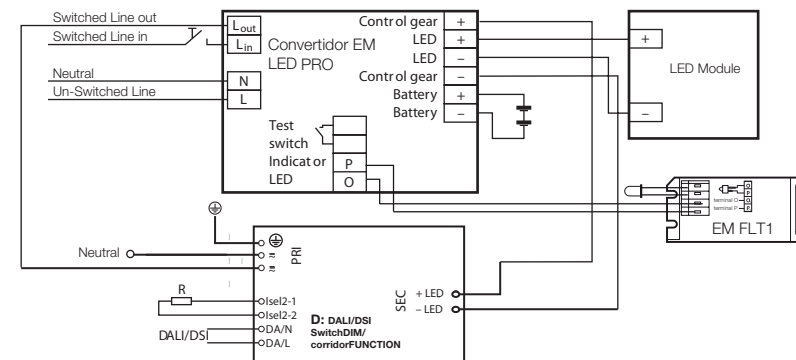 Switched Line out
Switched Line in
Neutral
Un-Switched Line
Lout
Lin
N
L
Convertidor EM
LED PRO
Control gear +
LED +
LED –
Control gear –
Battery +
Battery –
Test
switch
Indicator
LED
P
O
+
LED Module
–
terminal O
terminal P
O
P
O
P
EM FLT1
Neutral
PRI
R
Isel2-1
Isel2-2
DALI/DSI
DA/N
DA/L
D: DALI/DSI
SwitchDIM/
corridorFUNCTION
SEC
+ LED
– LED